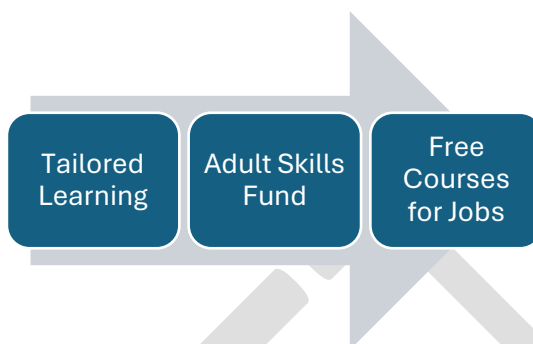 Tailored
Learning
Adult Skills
Fund
Free
Courses
for Jobs